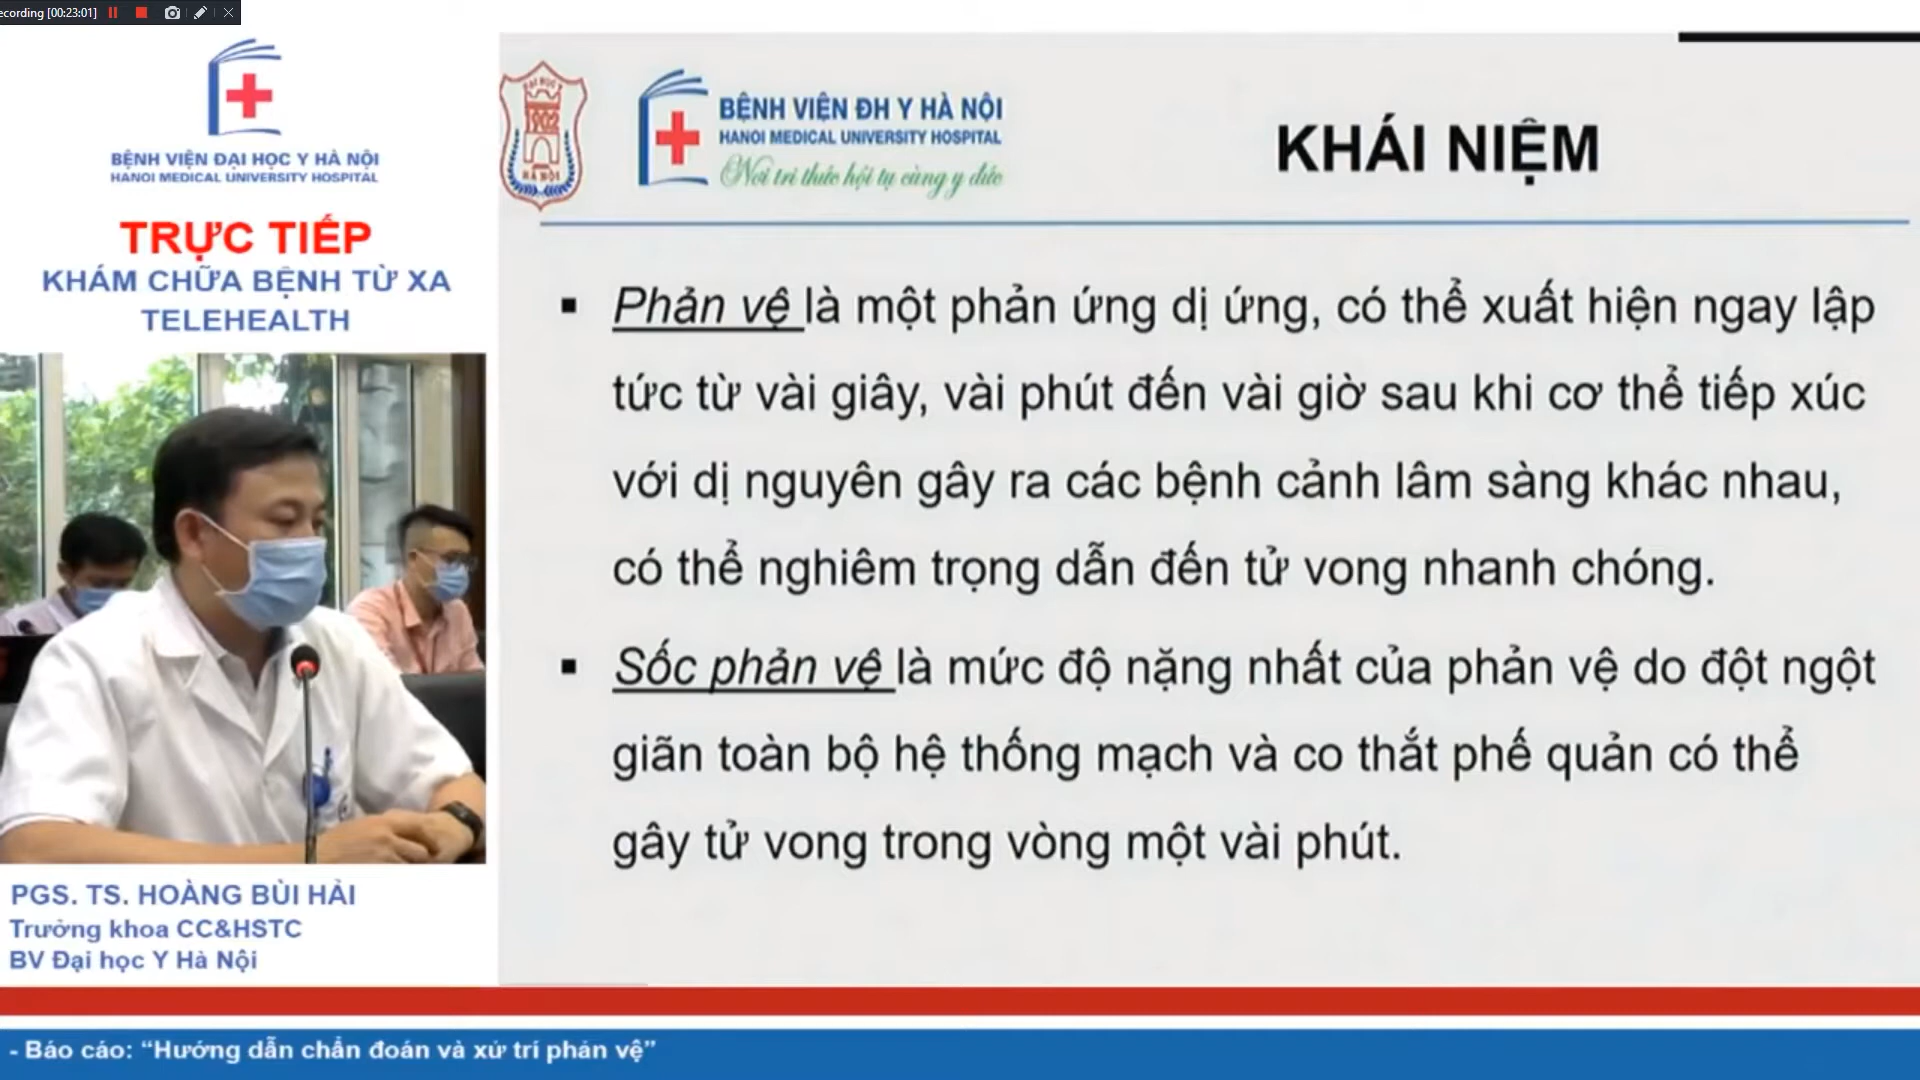 ecording [00:23:01]
BỆNH VIỆN ĐẠI HỌC Y HÀ NỘI
HANOI MEDICAL UNIVERSITY HOSPITAL
TRỰC TIẾP
KHÁM CHỮA BỆNH TỪ XA
TELEHEALTH
PGS. TS. HOÀNG BÙI HẢI
Trưởng khoa CC&HSTC
BV Đại học Y Hà Nội
ĐẠI HỌC Y
1902
HÀ NỘI
BỆNH VIỆN ĐH Y HÀ NỘI
HANOI MEDICAL UNIVERSITY HOSPITAL
Nơi tri thức hội tụ cùng y đức
KHÁI NIỆM
▪ Phản vệ là một phản ứng dị ứng, có thể xuất hiện ngay lập
tức từ vài giây, vài phút đến vài giờ sau khi cơ thể tiếp xúc
với dị nguyên gây ra các bệnh cảnh lâm sàng khác nhau,
có thể nghiêm trọng dẫn đến tử vong nhanh chóng.
▪ Sốc phản vệ là mức độ nặng nhất của phản vệ do đột ngột
giãn toàn bộ hệ thống mạch và co thắt phế quản có thể
gây tử vong trong vòng một vài phút.
- Báo cáo: “Hướng dẫn chẩn đoán và xử trí phản vệ”